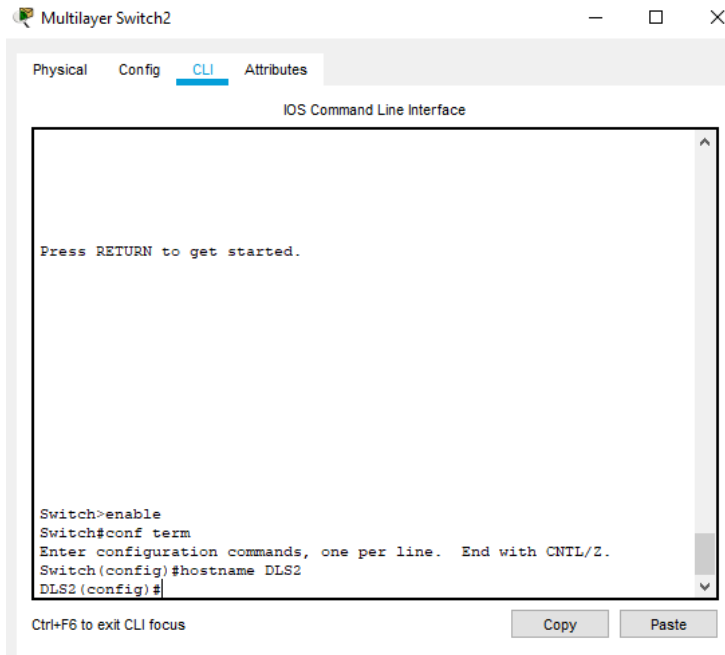 Multilayer Switch2
Physical Config CLI Attributes
IOS Command Line Interface
Press RETURN to get started.
Switch>enable
Switch#conf term
Enter configuration commands, one per line.  End with CNTL/Z.
Switch(config)#hostname DLS2
DLS2(config)#
Ctrl+F6 to exit CLI focus
Copy Paste